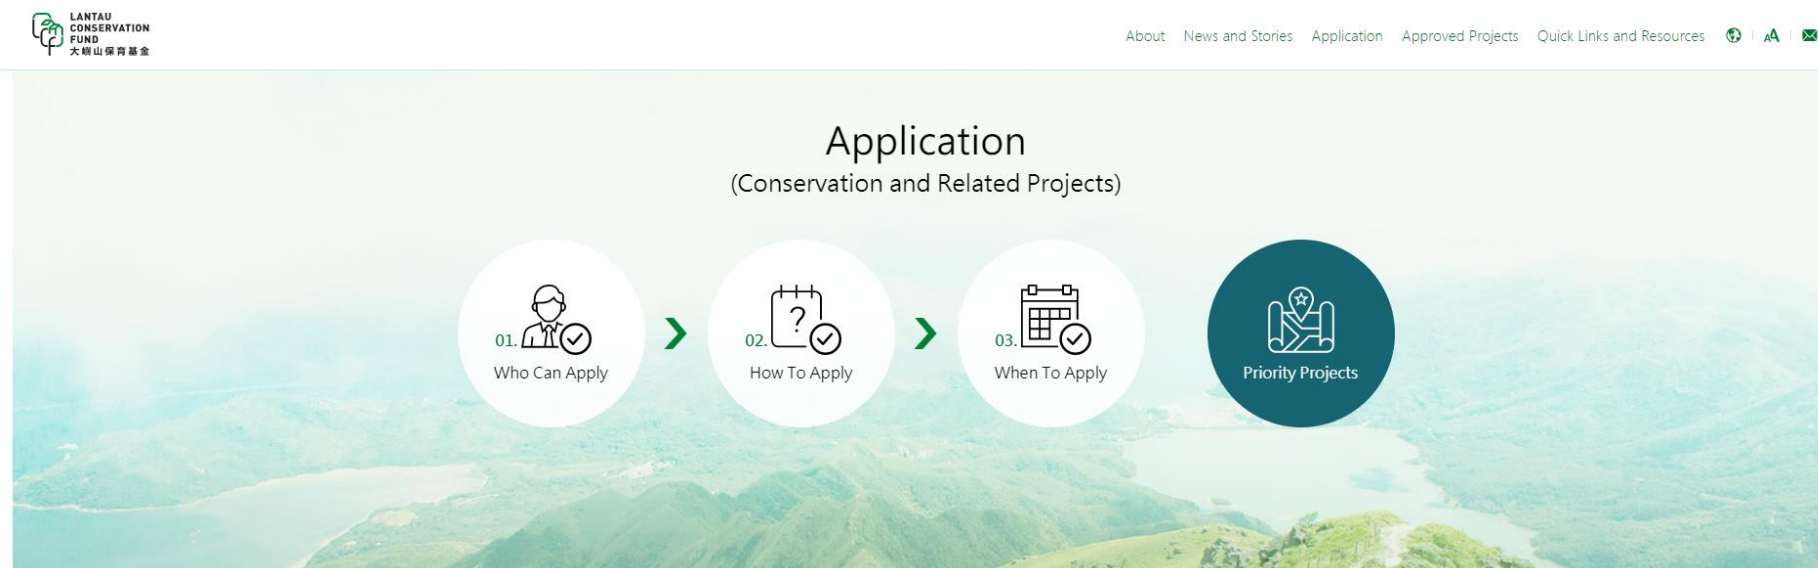 LANTAU
CONSERVATION
FUND
大嶼山保育基金
About News and Stories Application Approved Projects Quick Links and Resources AA
Application
(Conservation and Related Projects)
01.
Who Can Apply
02.
?
How To Apply
03.
When To Apply
Priority Projects